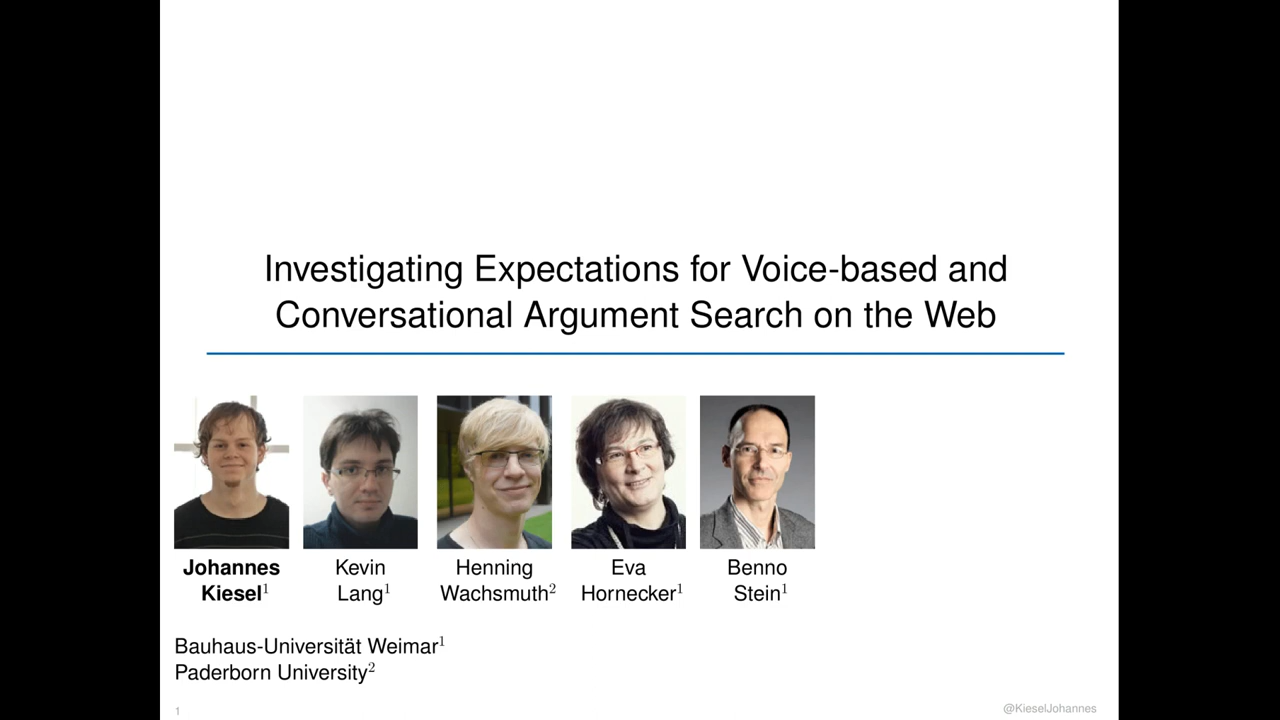 Investigating Expectations for Voice-based and
Conversational Argument Search on the Web
Johannes Kiesel¹
Kevin Lang¹
Henning Wachsmuth²
Eva Hornecker¹
Benno Stein¹
Bauhaus-Universität Weimar¹
Paderborn University²
1
@KieselJohannes